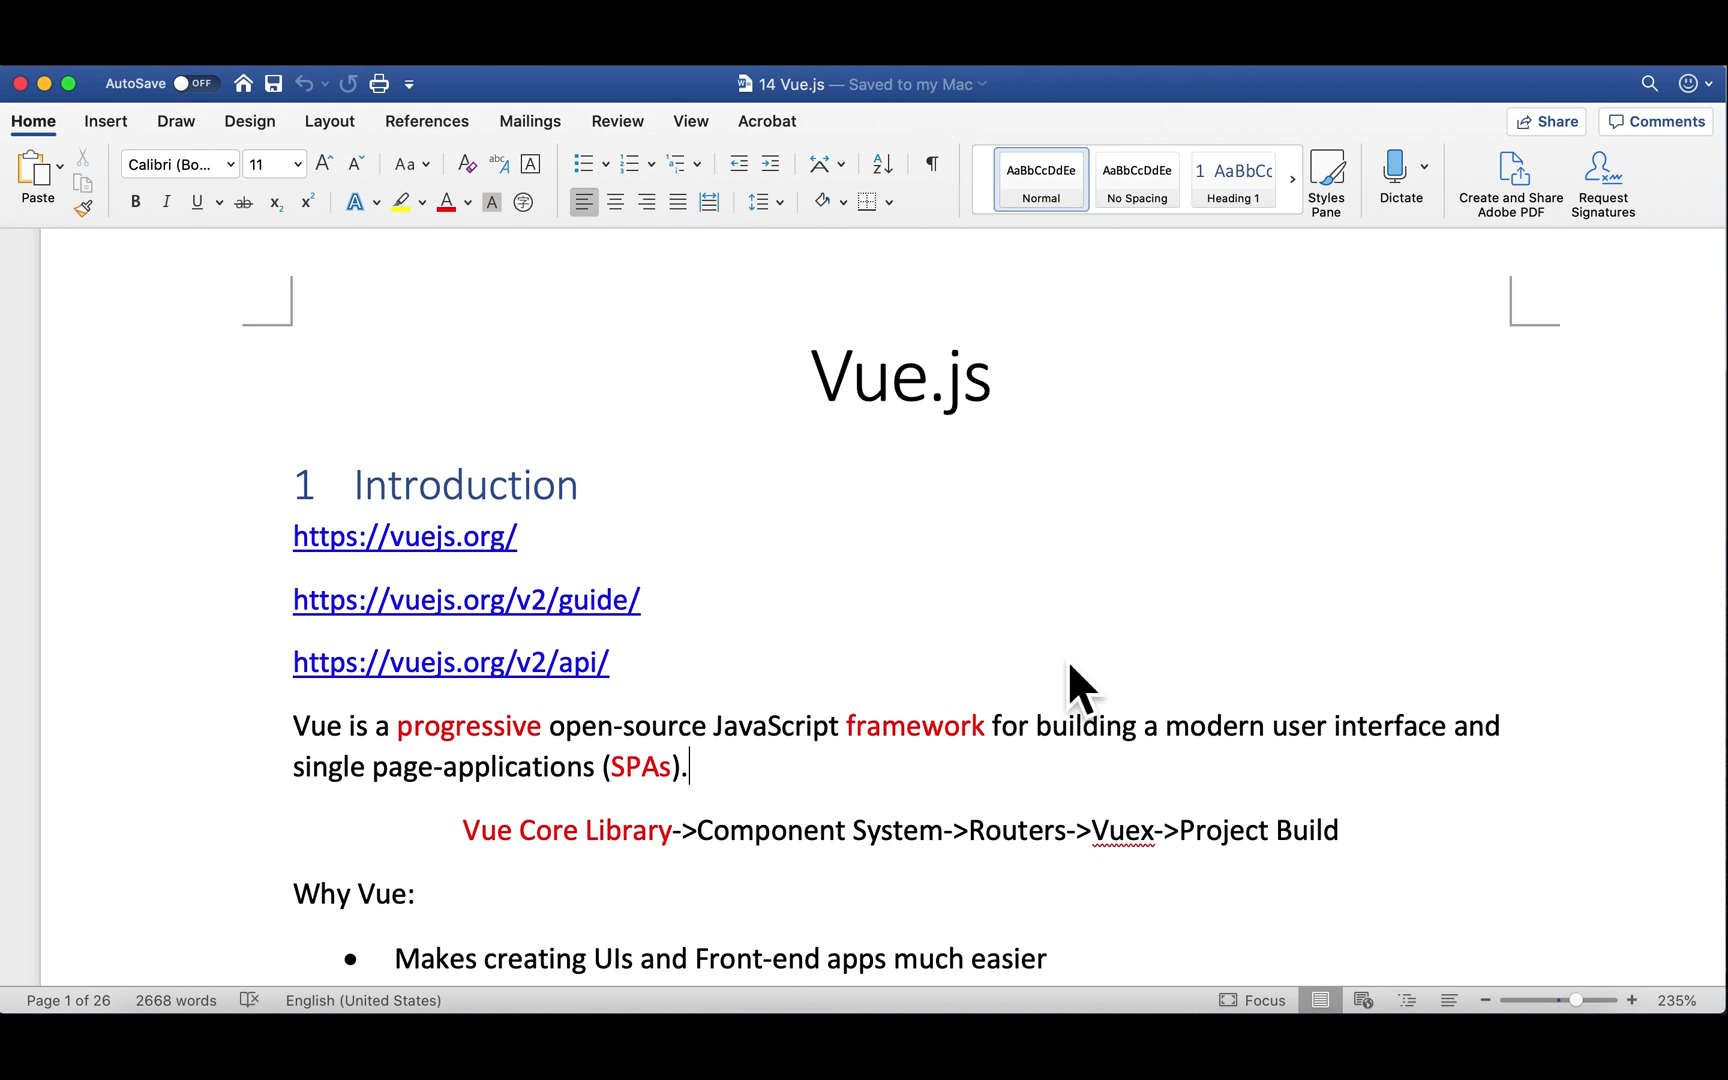 AutoSave OFF
14 Vue.js — Saved to my Mac
Home Insert Draw Design Layout References Mailings Review View Acrobat Share Comments
Paste
Calibri (Bo... 11
AaBbCcDdEe Normal
AaBbCcDdEe No Spacing
1 AaBbCc Heading 1
Styles Pane
Dictate
Create and Share Adobe PDF
Request Signatures
Vue.js
1 Introduction
https://vuejs.org/
https://vuejs.org/v2/guide/
https://vuejs.org/v2/api/
Vue is a progressive open-source JavaScript framework for building a modern user interface and
single page-applications (SPAs).
Vue Core Library->Component System->Routers->Vuex->Project Build
Why Vue:
● Makes creating UIs and Front-end apps much easier
Page 1 of 26 2668 words English (United States) Focus 235%